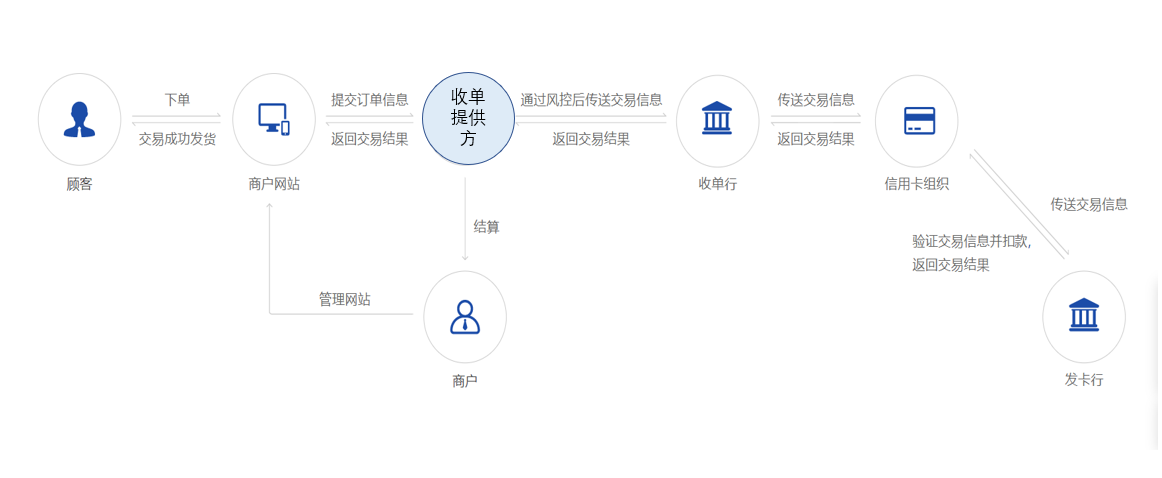 下单
交易成功发货
顾客
提交订单信息
返回交易结果
商户网站
收单
提供
方
通过风控后传送交易信息
返回交易结果
收单行
传送交易信息
返回交易结果
信用卡组织
传送交易信息
验证交易信息并扣款,
返回交易结果
发卡行
结算
管理网站
商户